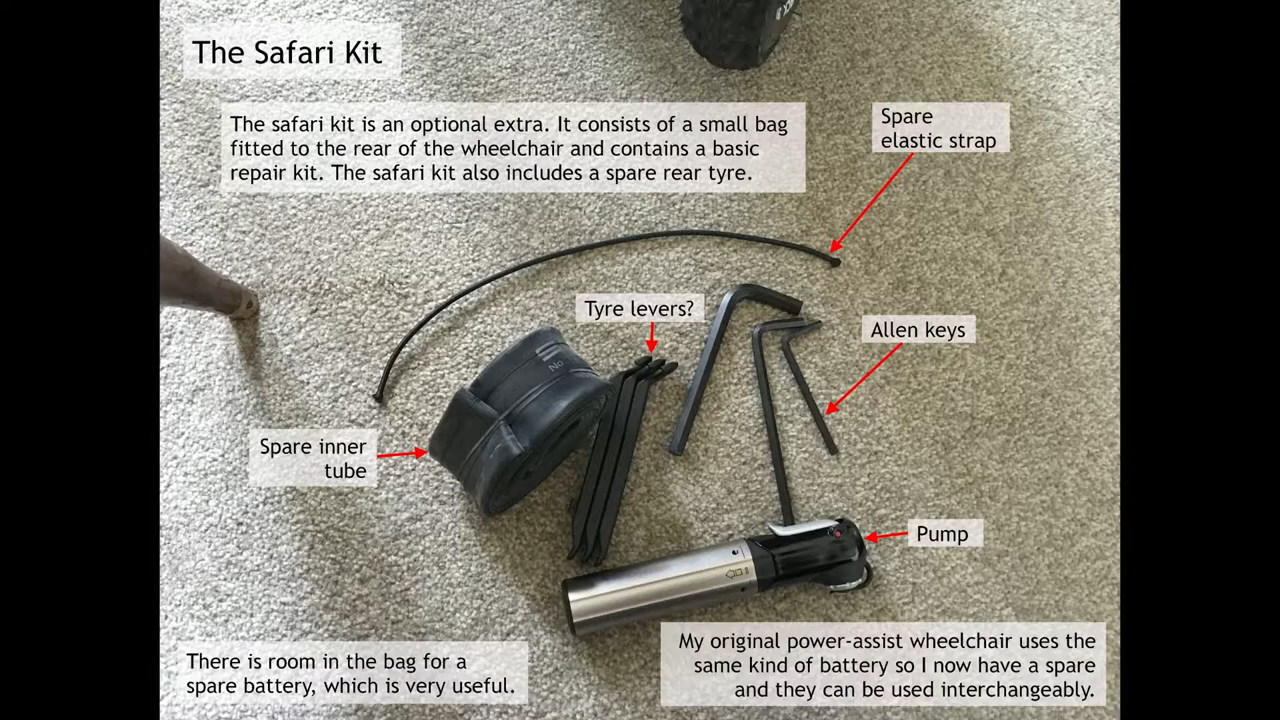 The Safari Kit
The safari kit is an optional extra. It consists of a small bag
fitted to the rear of the wheelchair and contains a basic
repair kit. The safari kit also includes a spare rear tyre.
Spare
elastic strap
Tyre levers?
Allen keys
No
Spare inner
tube
Pump
There is room in the bag for a
spare battery, which is very useful.
My original power-assist wheelchair uses the
same kind of battery so I now have a spare
and they can be used interchangeably.